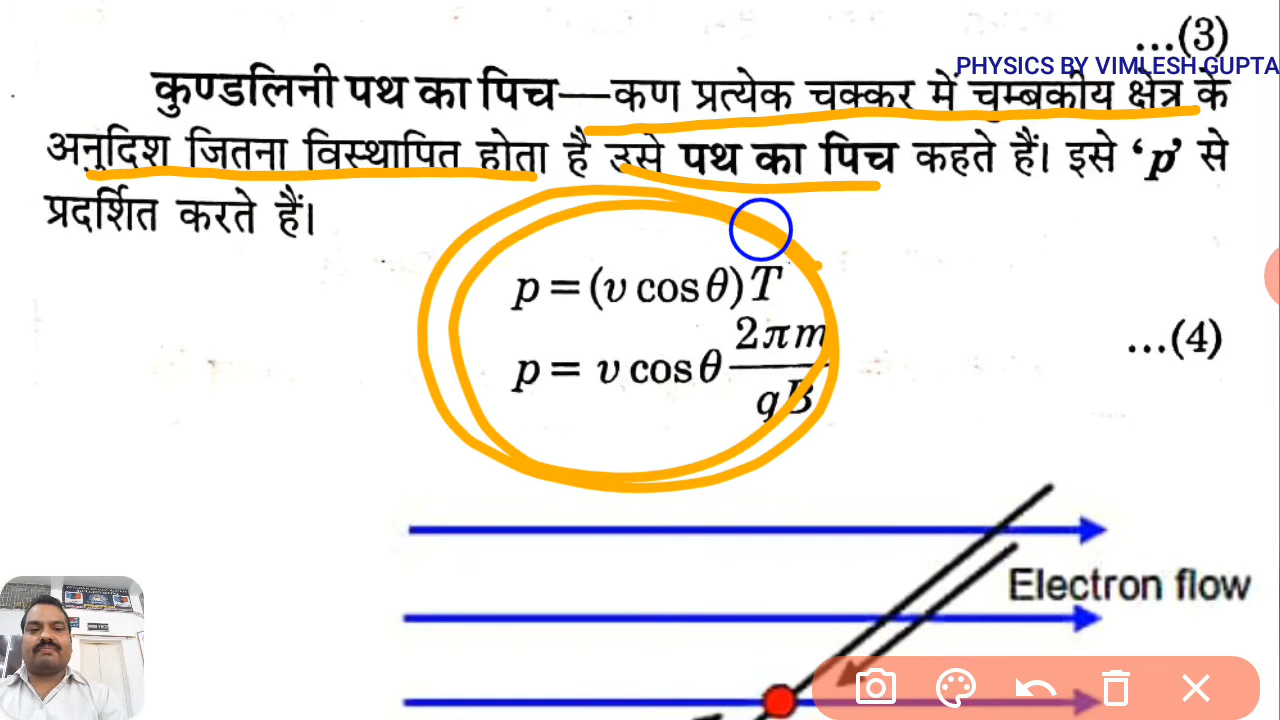 ...(3)
PHYSICS BY VIMLESH GUPTA
कुण्डलिनी पथ का पिच—कण प्रत्येक चक्कर में चुम्बकीय क्षेत्र के
अनुदिश जितना विस्थापित होता है उसे पथ का पिच कहते हैं। इसे ‘p’ से
प्रदर्शित करते हैं।
p = (v cos θ) T
p = v cos θ 2πm/qB ...(4)
Electron flow